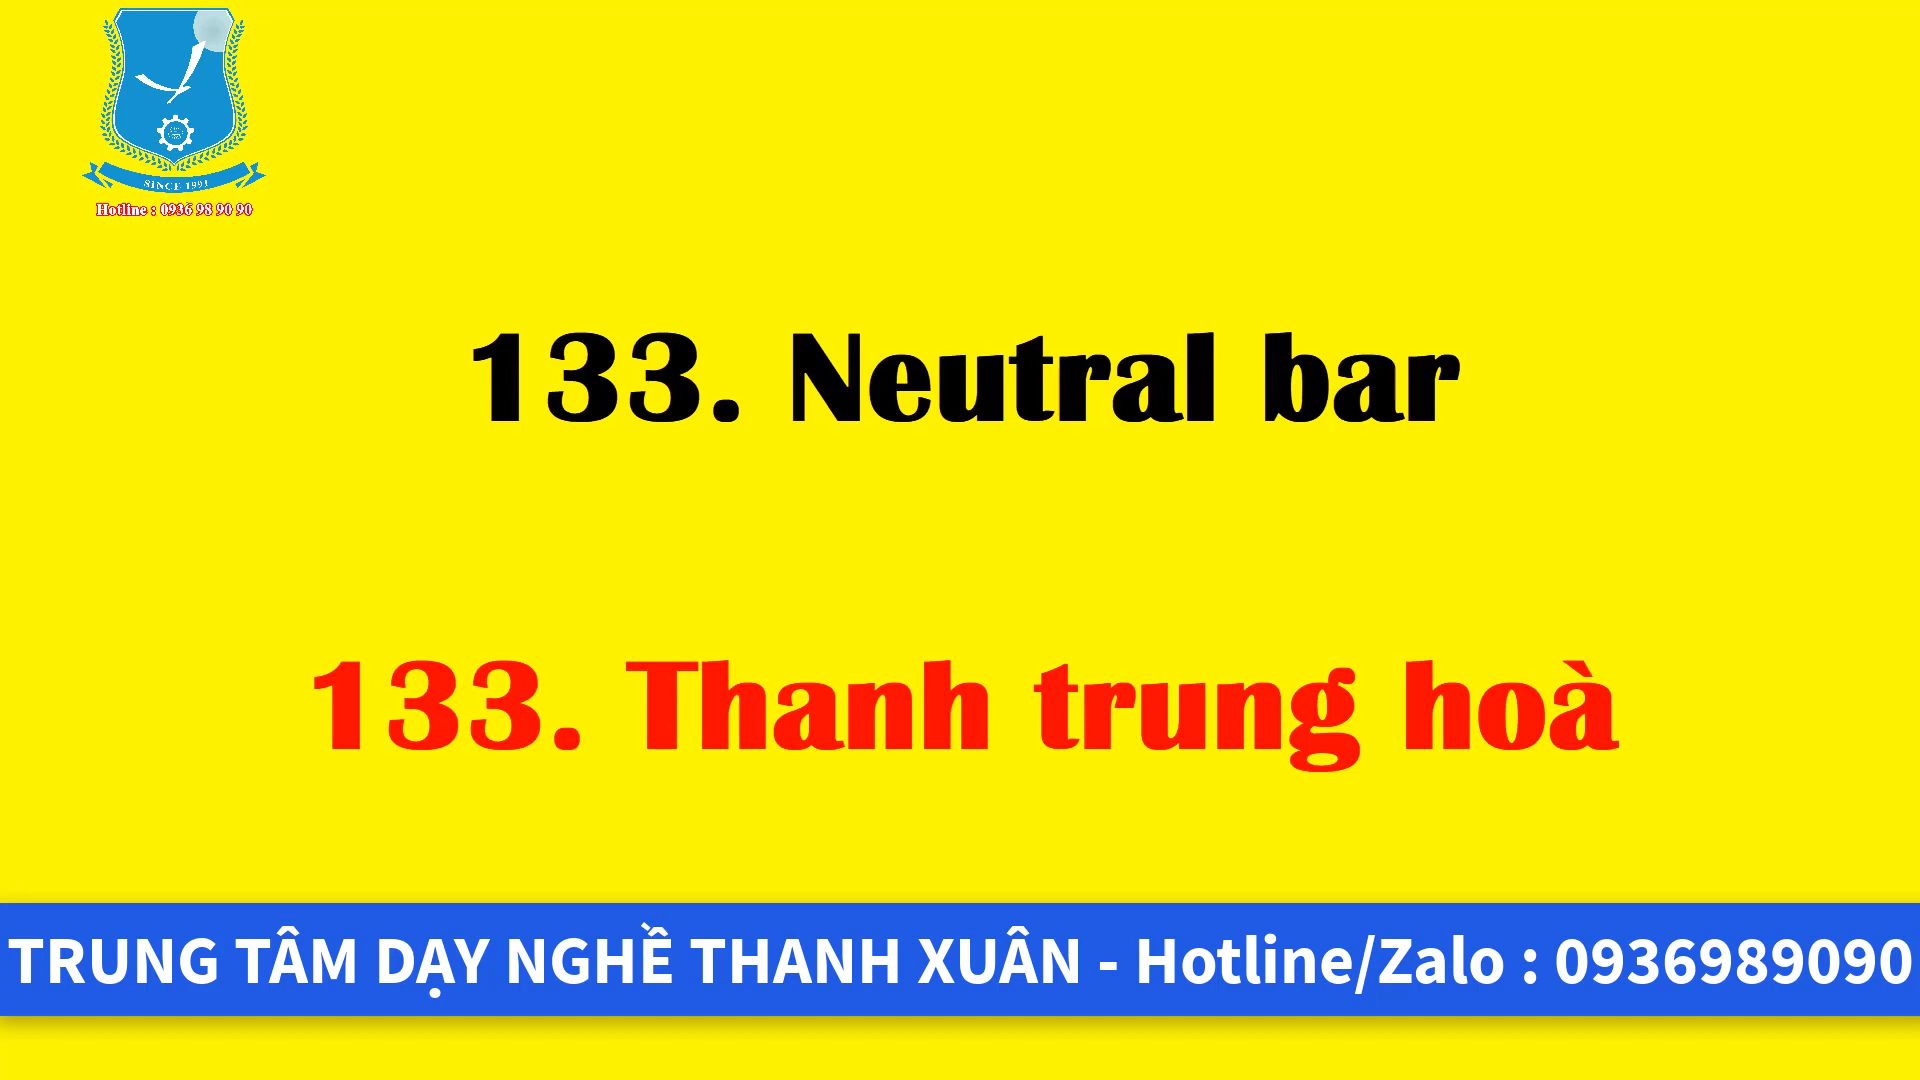 SINCE 1991
Hotline : 0936 98 90 90
133. Neutral bar
133. Thanh trung hoà
TRUNG TÂM DẠY NGHỀ THANH XUÂN - Hotline/Zalo : 0936989090